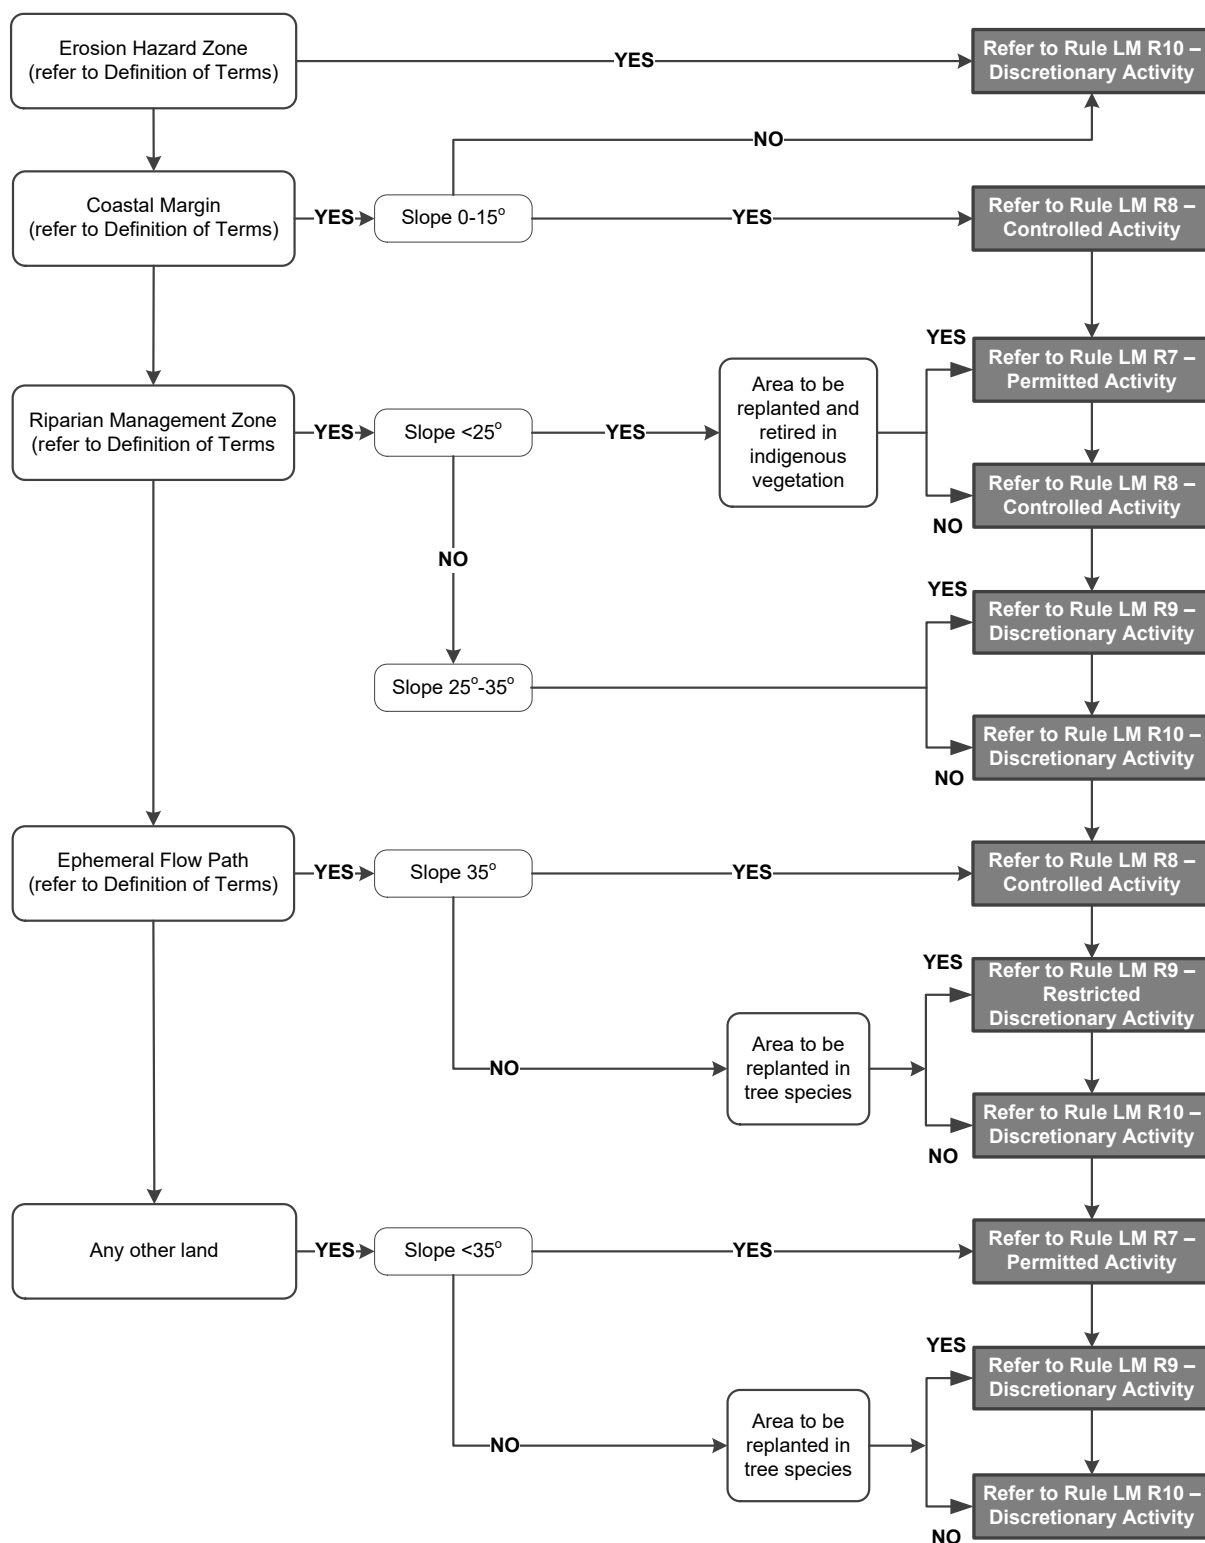 Erosion Hazard Zone
(refer to Definition of Terms)
YES
Refer to Rule LM R10 –
Discretionary Activity
NO
Coastal Margin
(refer to Definition of Terms)
YES
Slope 0-15°
YES
Refer to Rule LM R8 –
Controlled Activity
Riparian Management Zone
(refer to Definition of Terms
YES
Slope <25°
YES
Area to be
replanted and
retired in
indigenous
vegetation
YES
Refer to Rule LM R7 –
Permitted Activity
Refer to Rule LM R8 –
Controlled Activity
NO
NO
Slope 25°-35°
YES
Refer to Rule LM R9 –
Discretionary Activity
Refer to Rule LM R10 –
Discretionary Activity
NO
Ephemeral Flow Path
(refer to Definition of Terms)
YES
Slope 35°
YES
Refer to Rule LM R8 –
Controlled Activity
NO
Area to be
replanted in
tree species
YES
Refer to Rule LM R9 –
Restricted
Discretionary Activity
Refer to Rule LM R10 –
Discretionary Activity
NO
Any other land
YES
Slope <35°
YES
Refer to Rule LM R7 –
Permitted Activity
NO
Area to be
replanted in
tree species
YES
Refer to Rule LM R9 –
Discretionary Activity
Refer to Rule LM R10 –
Discretionary Activity
NO